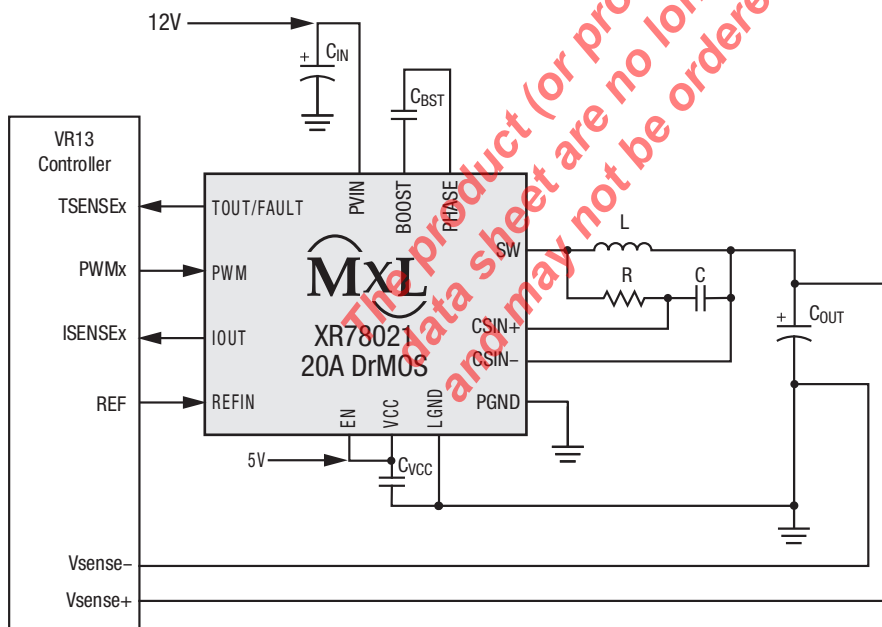 12V
CIN
CBST
VR13
Controller
TSENSEx
TOUT/FAULT
PVIN
BOOST
PHASE
SW
L
PWMx
PWM
MxL
R
C
ISENSEx
IOUT
XR78021
20A DrMOS
CSIN+
CSIN−
+
COUT
REF
REFIN
EN
VCC
LGND
PGND
5V
CVCC
Vsense−
Vsense+
+
The product (or pro
data sheet are no lon
and may not be ordere